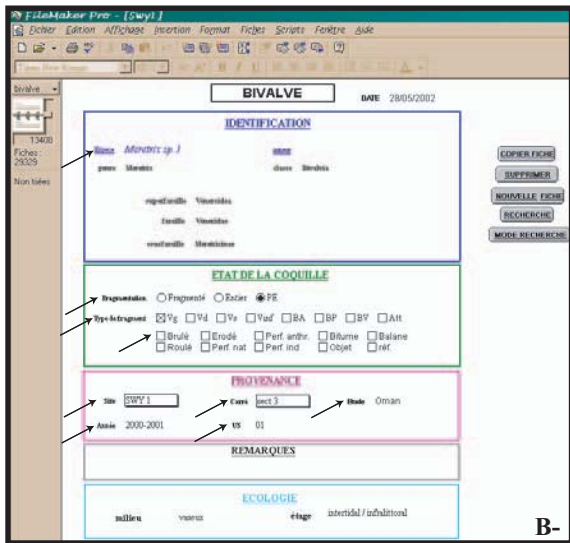 FileMaker Pro - [Swy1]
Fichier Edition Affichage Insertion Format Fiches Scripts Fenêtre Aide
bivalve
BIVALVE
DATE 28/05/2002
IDENTIFICATION
13408
Fiches :
29329
Non triées
Meretrix sp 1
genre Meretrix classe Bivalvia
superfamille Veneroidea
famille Veneridae
sousfamille Meretricinae
COPIER FICHE
SUPPRIMER
NOUVELLE FICHE
RECHERCHE
MODE RECHERCHE
ETAT DE LA COQUILLE
Fragmentation Fragmenté Entier FE
Type de fragment Vg Vd Vs BA BP BV Att
Brulé Erodé Perf. anthr. Bitume Balane
Roulé Perf nat Perf ind Objet réf.
PROVENANCE
Site SWY 1 Carré sect 3 Etude Oman
Année 2000-2001 US 01
REMARQUES
ECOLOGIE
milieu vaseux étage intertidal / infralittoral
B-